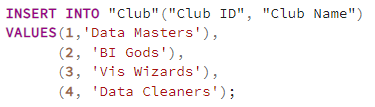 INSERT INTO "Club"("Club ID", "Club Name")
VALUES(1,'Data Masters'),
(2, 'BI Gods'),
(3, 'Vis Wizards'),
(4, 'Data Cleaners');